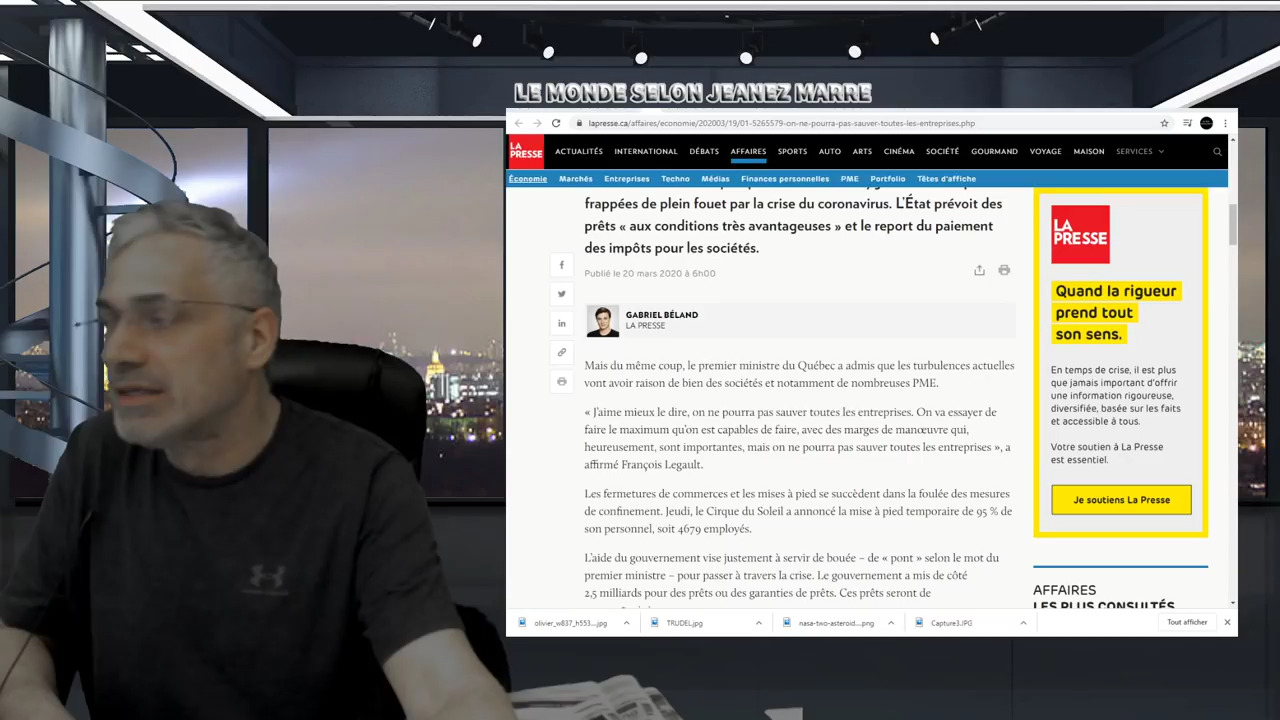 LE MONDE SELON JEANEZ MARRE
lapresse.ca/affaires/economie/202003/19/01-5265579-on-ne-pourra-pas-sauver-toutes-les-entreprises.php
LA PRESSE
ACTUALITÉS INTERNATIONAL DÉBATS AFFAIRES SPORTS AUTO ARTS CINÉMA SOCIÉTÉ GOURMAND VOYAGE MAISON SERVICES
Économie Marchés Entreprises Techno Médias Finances personnelles PME Portfolio Têtes d'affiche
frappées de plein fouet par la crise du coronavirus. L'État prévoit des
prêts « aux conditions très avantageuses » et le report du paiement
des impôts pour les sociétés.
Publié le 20 mars 2020 à 6h00
GABRIEL BÉLAND
LA PRESSE
Mais du même coup, le premier ministre du Québec a admis que les turbulences actuelles
vont avoir raison de bien des sociétés et notamment de nombreuses PME.
« J'aime mieux le dire, on ne pourra pas sauver toutes les entreprises. On va essayer de
faire le maximum qu'on est capables de faire, avec des marges de manœuvre qui,
heureusement, sont importantes, mais on ne pourra pas sauver toutes les entreprises », a
affirmé François Legault.
Les fermetures de commerces et les mises à pied se succèdent dans la foulée des mesures
de confinement. Jeudi, le Cirque du Soleil a annoncé la mise à pied temporaire de 95 % de
son personnel, soit 4679 employés.
L'aide du gouvernement vise justement à servir de bouée – de « pont » selon le mot du
premier ministre – pour passer à travers la crise. Le gouvernement a mis de côté
2,5 milliards pour des prêts ou des garanties de prêts. Ces prêts seront de
LA PRESSE
Quand la rigueur
prend tout
son sens.
En temps de crise, il est plus
que jamais important d'offrir
une information rigoureuse,
diversifiée, basée sur les faits
et accessible à tous.
Votre soutien à La Presse
est essentiel.
Je soutiens La Presse
AFFAIRES
LES PLUS CONSULTÉS
olivier_w837_h553....jpg TRUDEL.jpg nasa-two-asteroid....png Capture3.JPG Tout afficher